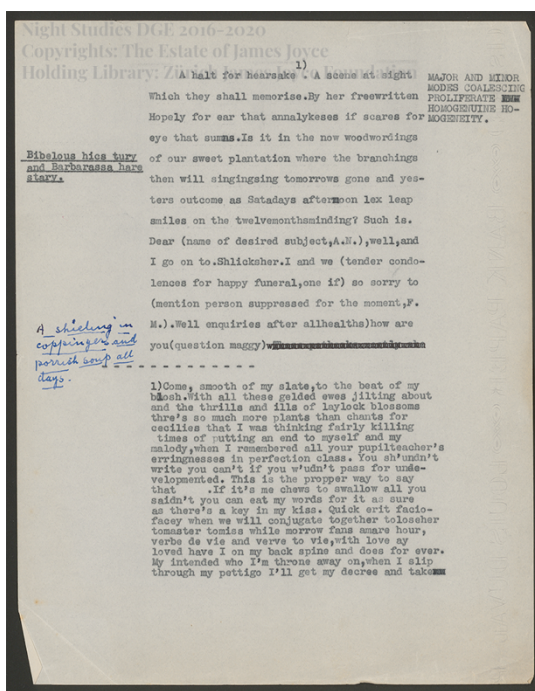 Night Studies DGE 2016-2020
Copyrights: The Estate of James Joyce
Holding Library: Zürich James Joyce Foundation
1)
A halt for hearsake . A scene at sight
Which they shall memorise.By her freewritten
Hopely for ear that annalykeses if scares for
eye that sumns.Is it in the now woodwordings
of our sweet plantation where the branchings
then will singingsing tomorrows gone and yes-
ters outcome as Satadays afternoon lex leap
smiles on the twelvemonthsminding? Such is.
Dear (name of desired subject,A.N.),well,and
I go on to.Shlicksher.I and we (tender condo-
lences for happy funeral,one if) so sorry to
(mention person suppressed for the moment,F.
M.).Well enquiries after allhealths)how are
you(question maggy)
MAJOR AND MINOR
MODES COALESCING
PROLIFERATE
HOMOGENUINE HO-
MOGENEITY.
Bibelous hics tury
and Barbarassa hare
stary.
A shieling in
coppingers and
porrish soup all
days.
1)Come, smooth of my slate,to the beat of my
blosh.With all these gelded ewes jilting about
and the thrills and ills of laylock blossoms
thre's so much more plants than chants for
cecilies that I was thinking fairly killing
times of putting an end to myself and my
malody,when I remembered all your pupilteacher's
erringnesses in perfection class. You sh'undn't
write you can't if you w'udn't pass for unde-
velopmented. This is the propper way to say
that .If it's me chews to swallow all you
saidn't you can eat my words for it as sure
as there's a key in my kiss. Quick erit facio-
facey when we will conjugate together toloseher
tomaster tomiss while morrow fans amare hour,
verbe de vie and verve to vie,with love ay
loved have I on my back spine and does for ever.
My intended who I'm throne away on,when I slip
through my pettigo I'll get my decree and take